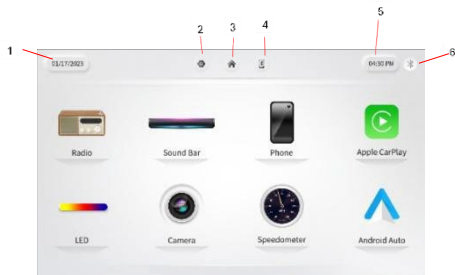 1
2
3
4
5
6
01/17/2023
04:30 PM
Radio
Sound Bar
Phone
Apple CarPlay
LED
Camera
Speedometer
Android Auto